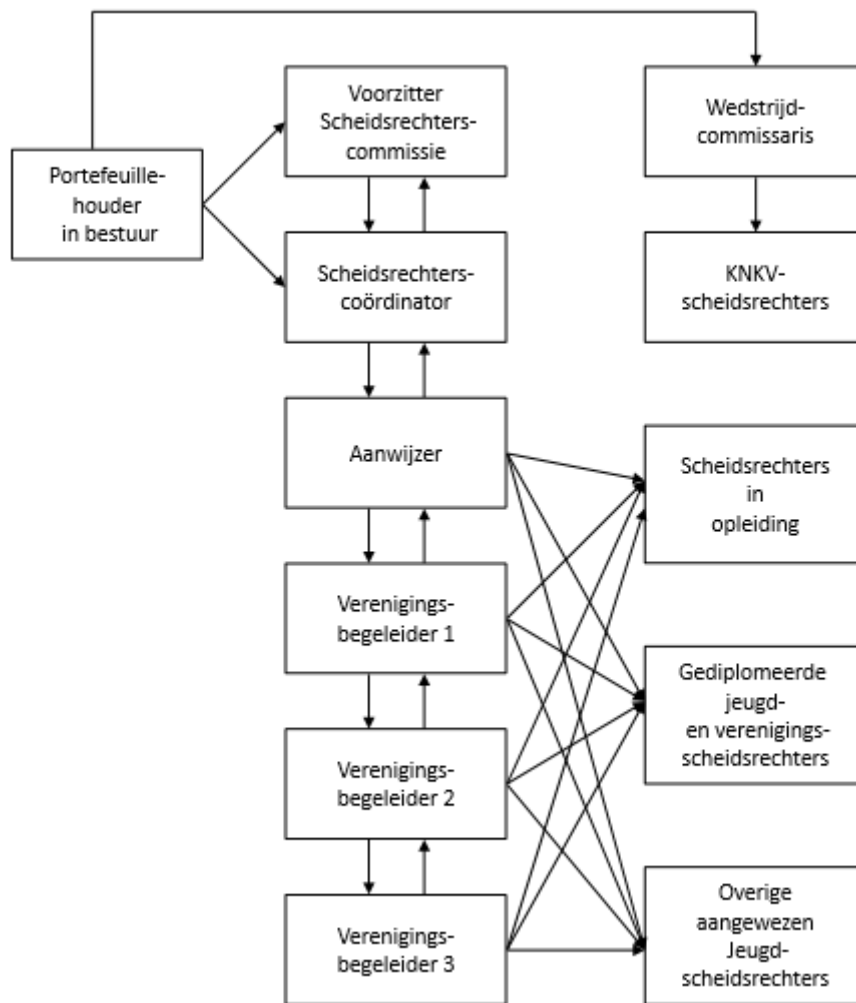 Voorzitter
Scheidsrechters-
commissie
Wedstrijd-
commissaris
Portefeuille-
houder
in bestuur
Scheidsrechters-
coördinator
KNKV-
scheidsrechters
Aanwijzer
Scheidsrechters
in
opleiding
Verenigings-
begeleider 1
Gediplomeerde
jeugd-
en verenigings-
scheidsrechters
Verenigings-
begeleider 2
Verenigings-
begeleider 3
Overige
aangewezen
Jeugd-
scheidsrechters